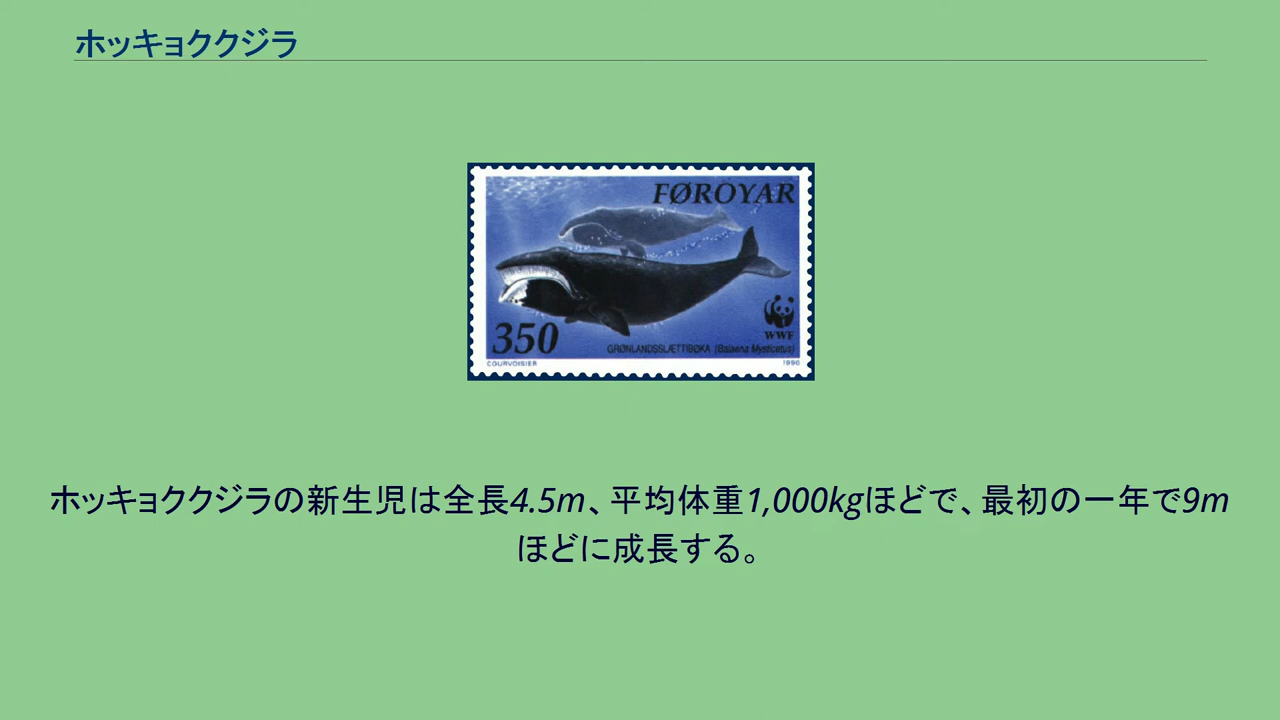 ホッキョククジラ
FØROYAR
350
WWF
GRØNLANDSSLÆTTIBØKA (Balaena Mysticetus)
COURVOISIER 1990
ホッキョククジラの新生児は全長4.5m、平均体重1,000kgほどで、最初の一年で9m
ほどに成長する。